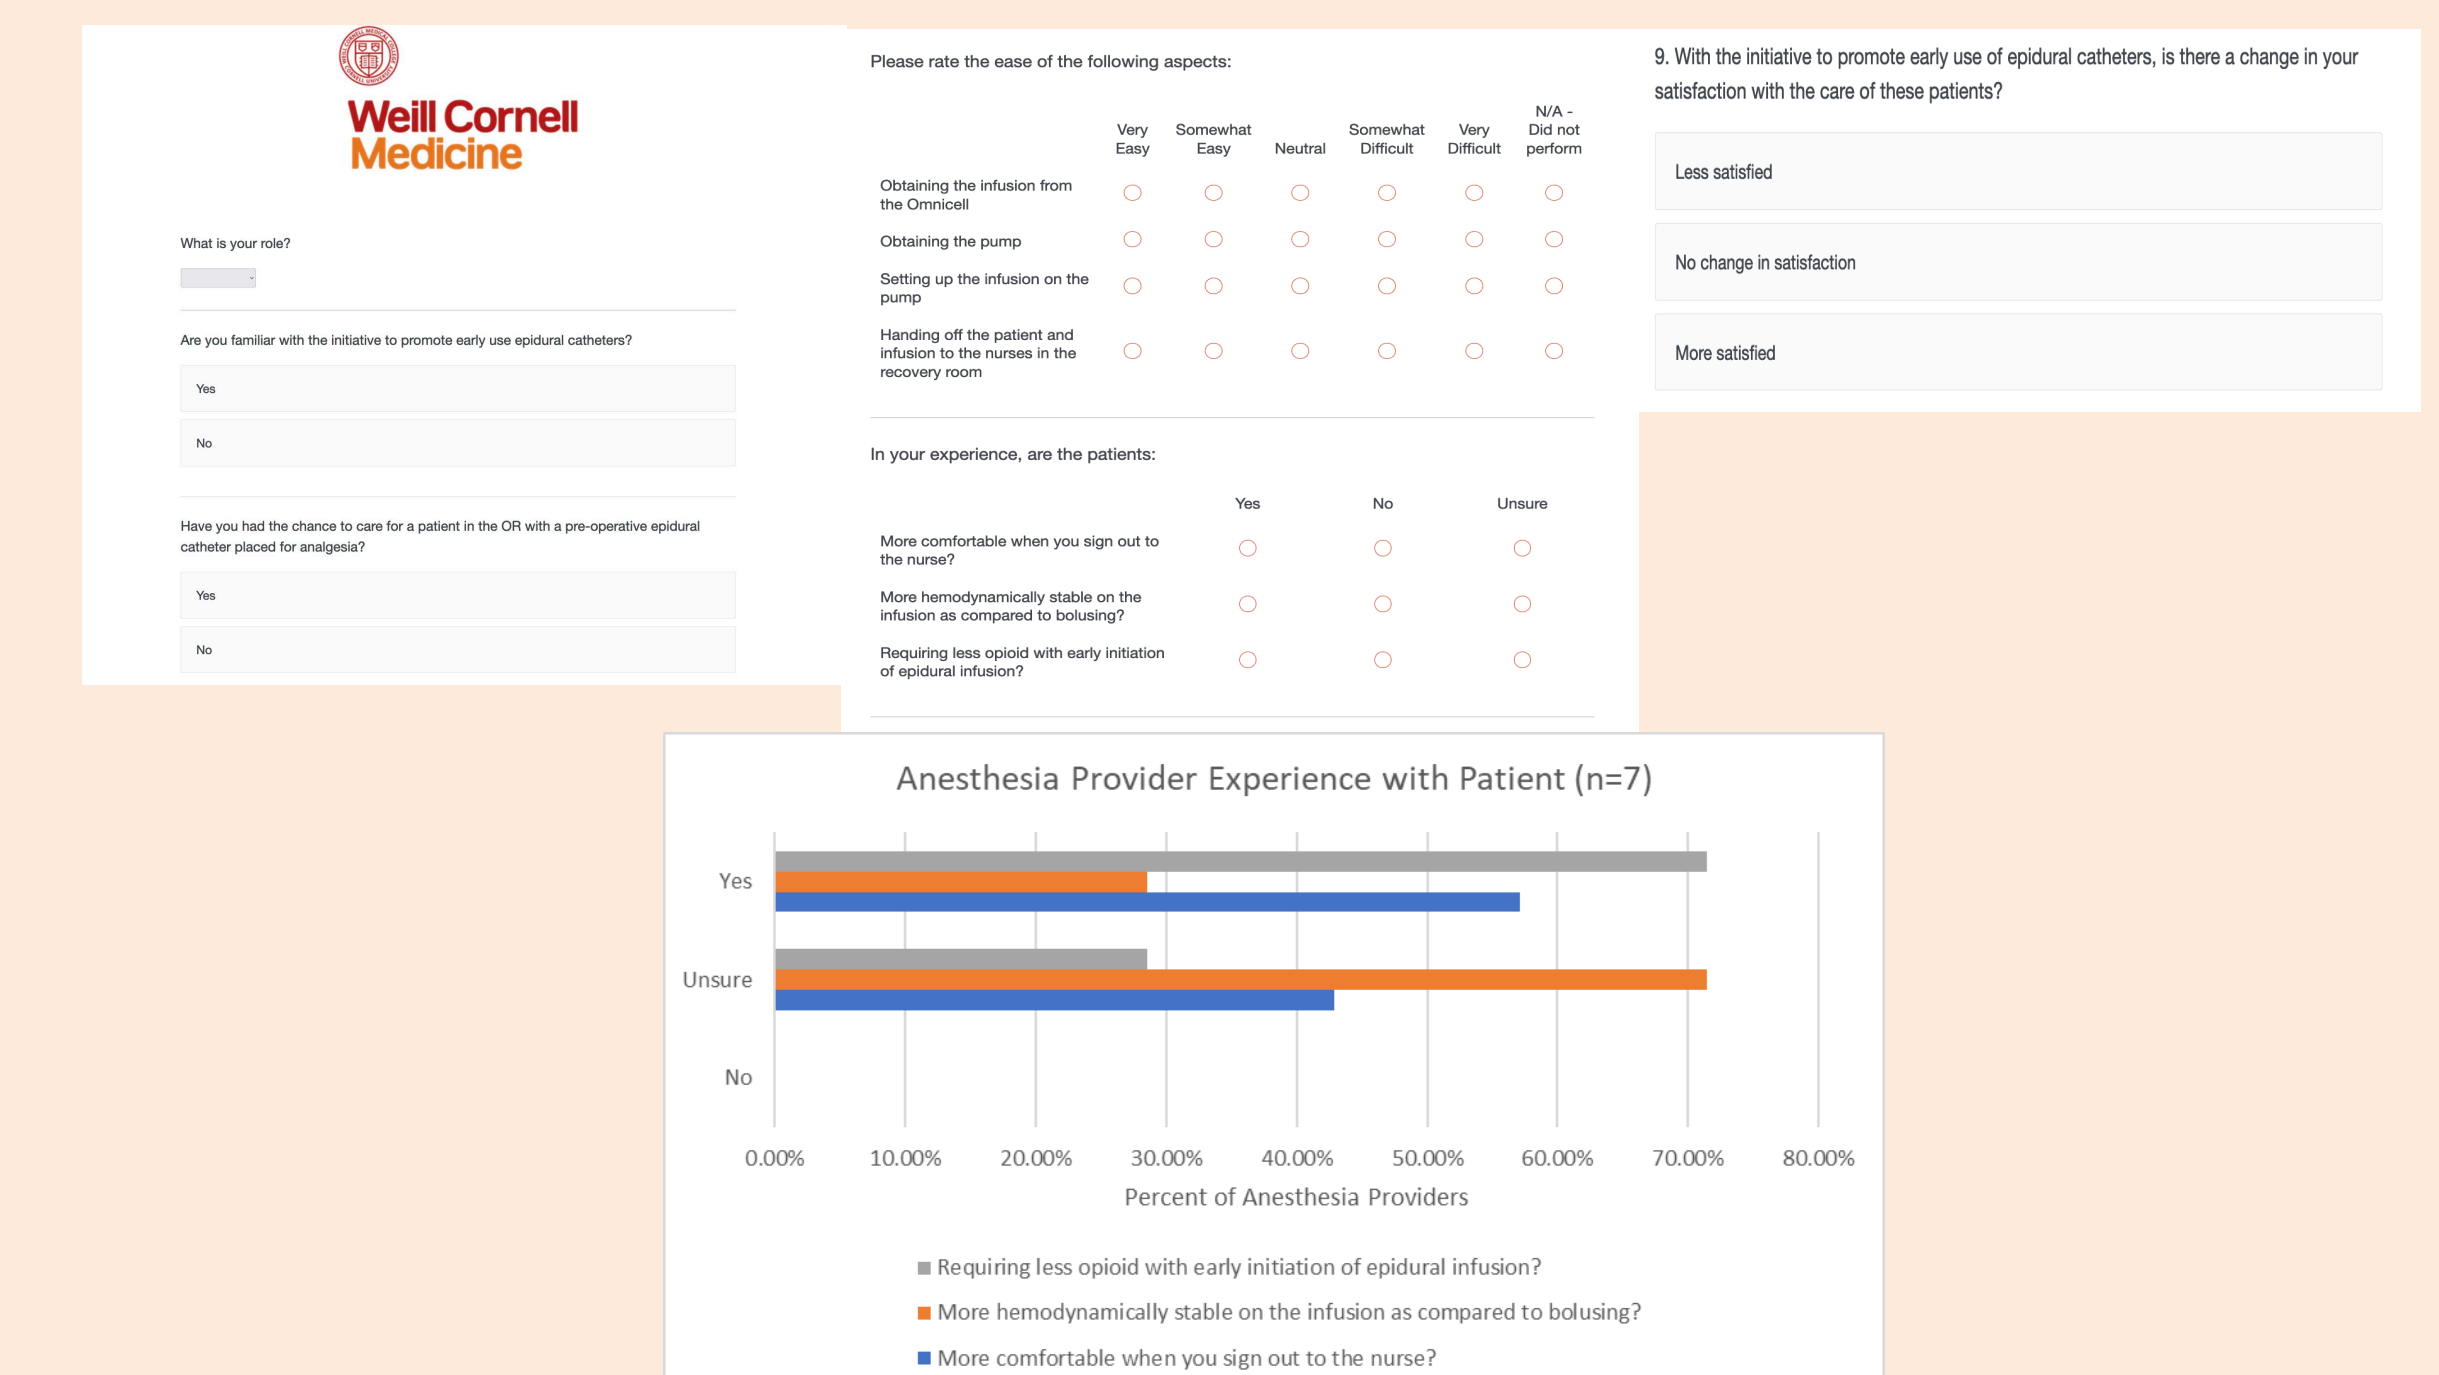 Weill Cornell
Medicine
What is your role?
Are you familiar with the initiative to promote early use epidural catheters?
Yes
No
Have you had the chance to care for a patient in the OR with a pre-operative epidural
catheter placed for analgesia?
Yes
No
Please rate the ease of the following aspects:
Very Easy
Somewhat Easy
Neutral
Somewhat Difficult
Very Difficult
N/A - Did not perform
Obtaining the infusion from
the Omnicell
Obtaining the pump
Setting up the infusion on the
pump
Handing off the patient and
infusion to the nurses in the
recovery room
In your experience, are the patients:
Yes No Unsure
More comfortable when you sign out to
the nurse?
More hemodynamically stable on the
infusion as compared to bolusing?
Requiring less opioid with early initiation
of epidural infusion?
9. With the initiative to promote early use of epidural catheters, is there a change in your
satisfaction with the care of these patients?
Less satisfied
No change in satisfaction
More satisfied
Anesthesia Provider Experience with Patient (n=7)
Yes
Unsure
No
0.00% 10.00% 20.00% 30.00% 40.00% 50.00% 60.00% 70.00% 80.00%
Percent of Anesthesia Providers
Requiring less opioid with early initiation of epidural infusion?
More hemodynamically stable on the infusion as compared to bolusing?
More comfortable when you sign out to the nurse?